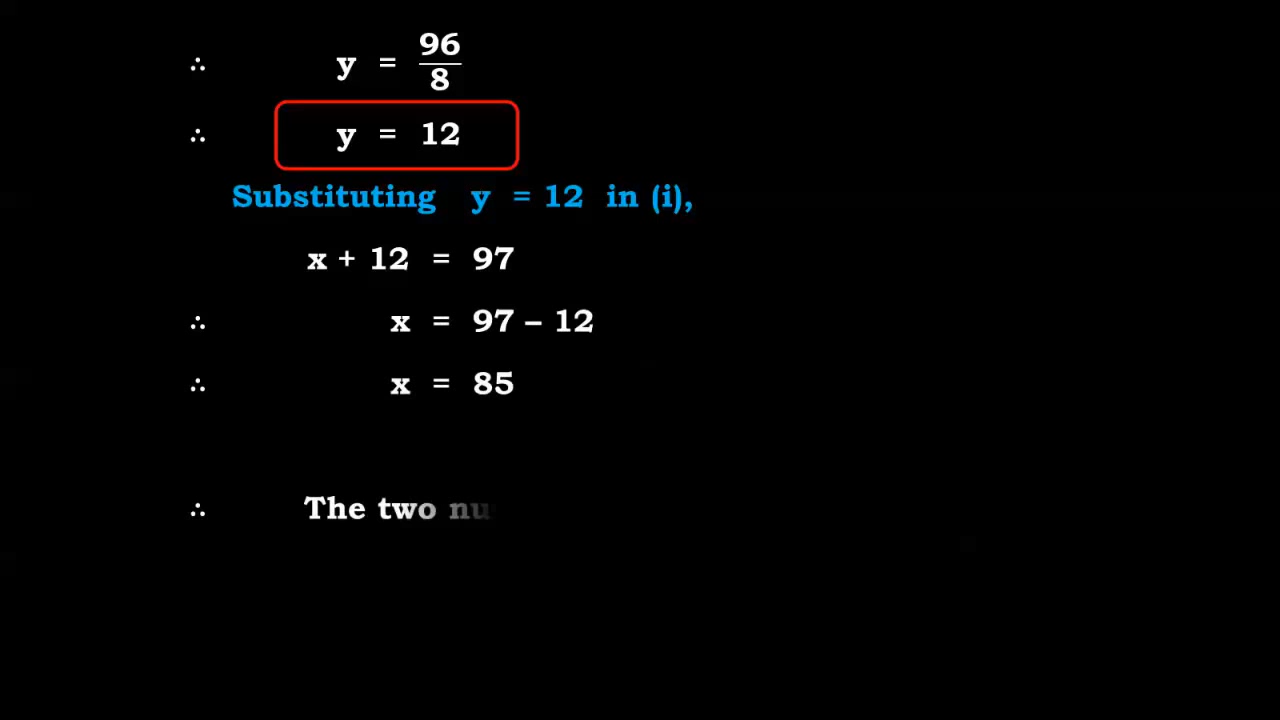 ∴ y = 96/8
∴ y = 12
Substituting y = 12 in (i),
x + 12 = 97
∴ x = 97 – 12
∴ x = 85
∴ The two